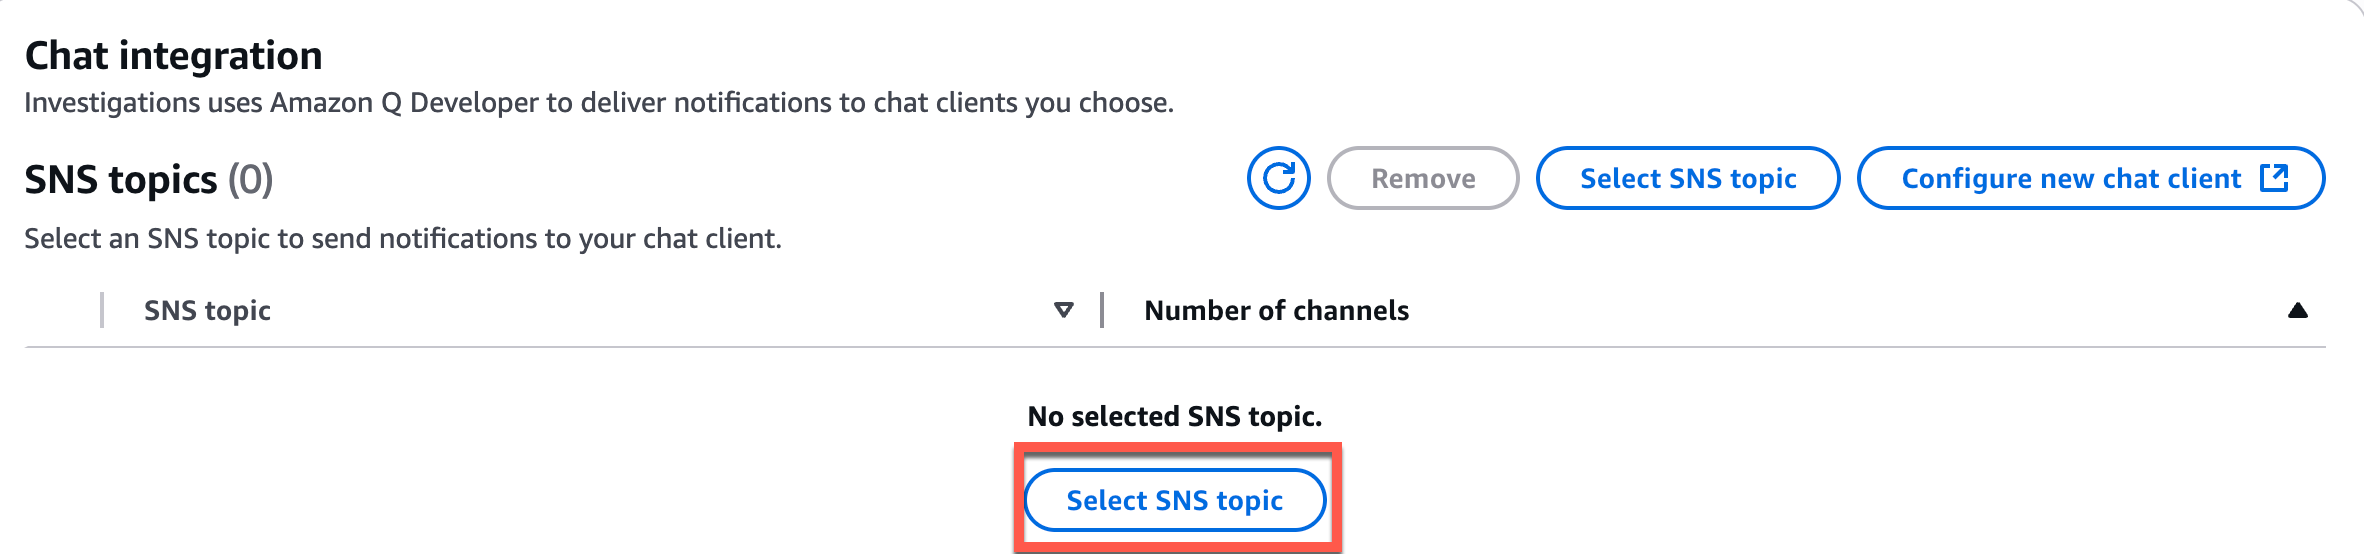 Chat integration
Investigations uses Amazon Q Developer to deliver notifications to chat clients you choose.
SNS topics (0)
Remove
Select SNS topic
Configure new chat client
Select an SNS topic to send notifications to your chat client.
SNS topic
Number of channels
No selected SNS topic.
Select SNS topic